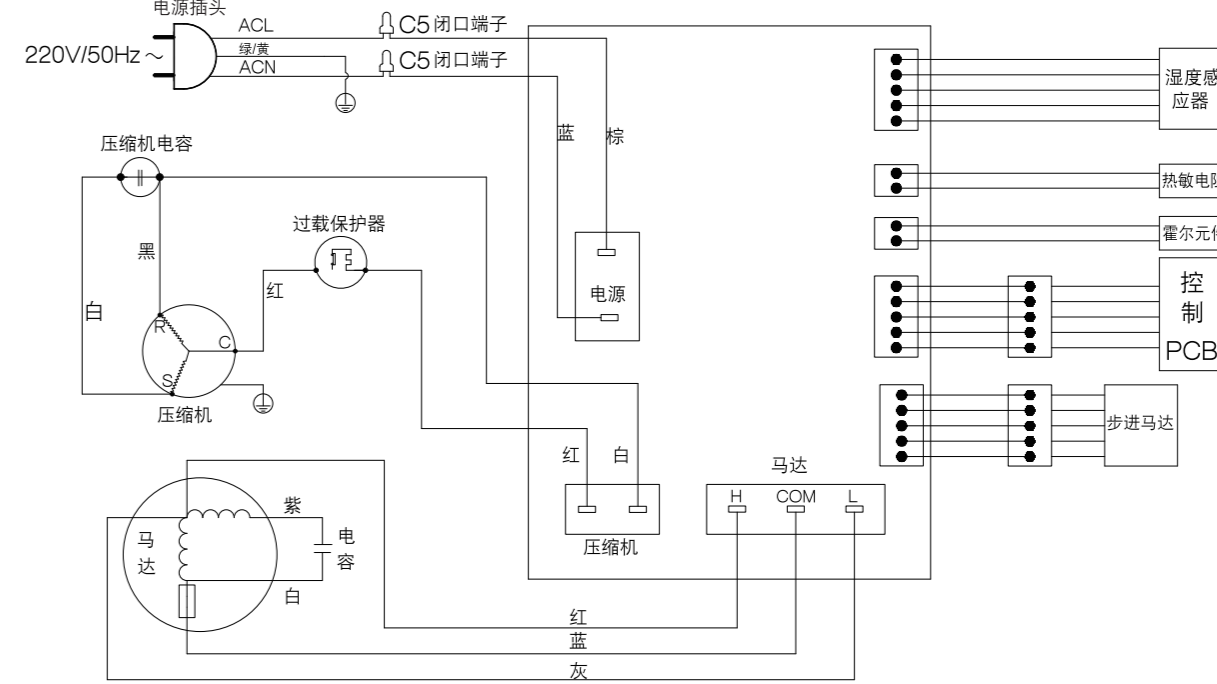 电源插头
ACL
C5 闭口端子
220V/50Hz ～
绿/黄
ACN
C5 闭口端子
湿度感
应器
蓝
棕
压缩机电容
热敏电阻
过载保护器
霍尔元件
黑
红
白
电源
控
制
PCB
R
C
S
压缩机
步进马达
红
白
马达
H
COM
L
压缩机
紫
马
达
电
容
白
红
蓝
灰